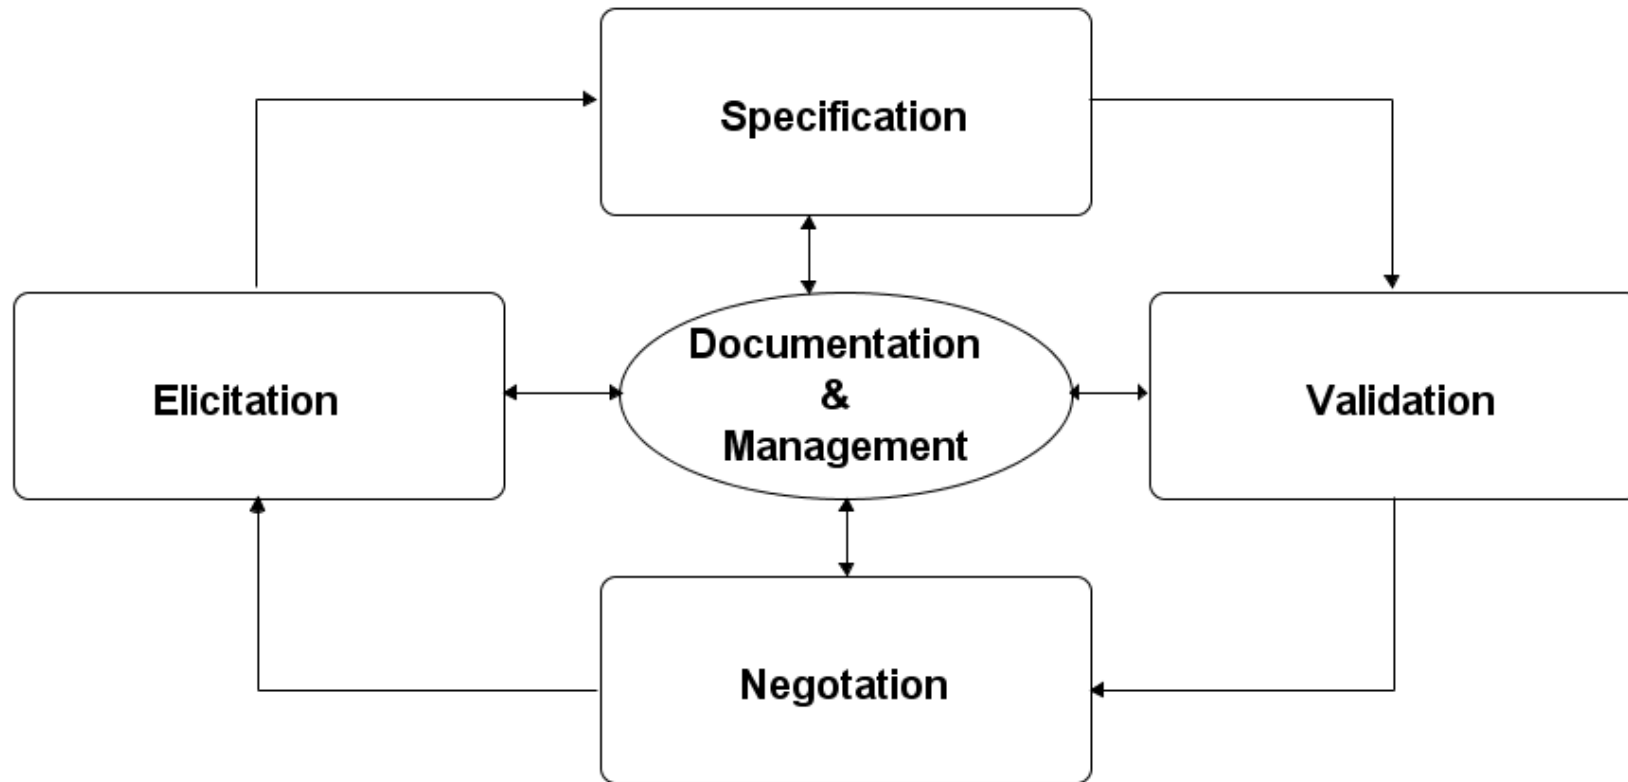 Specification
Elicitation
Documentation
&
Management
Validation
Negotation